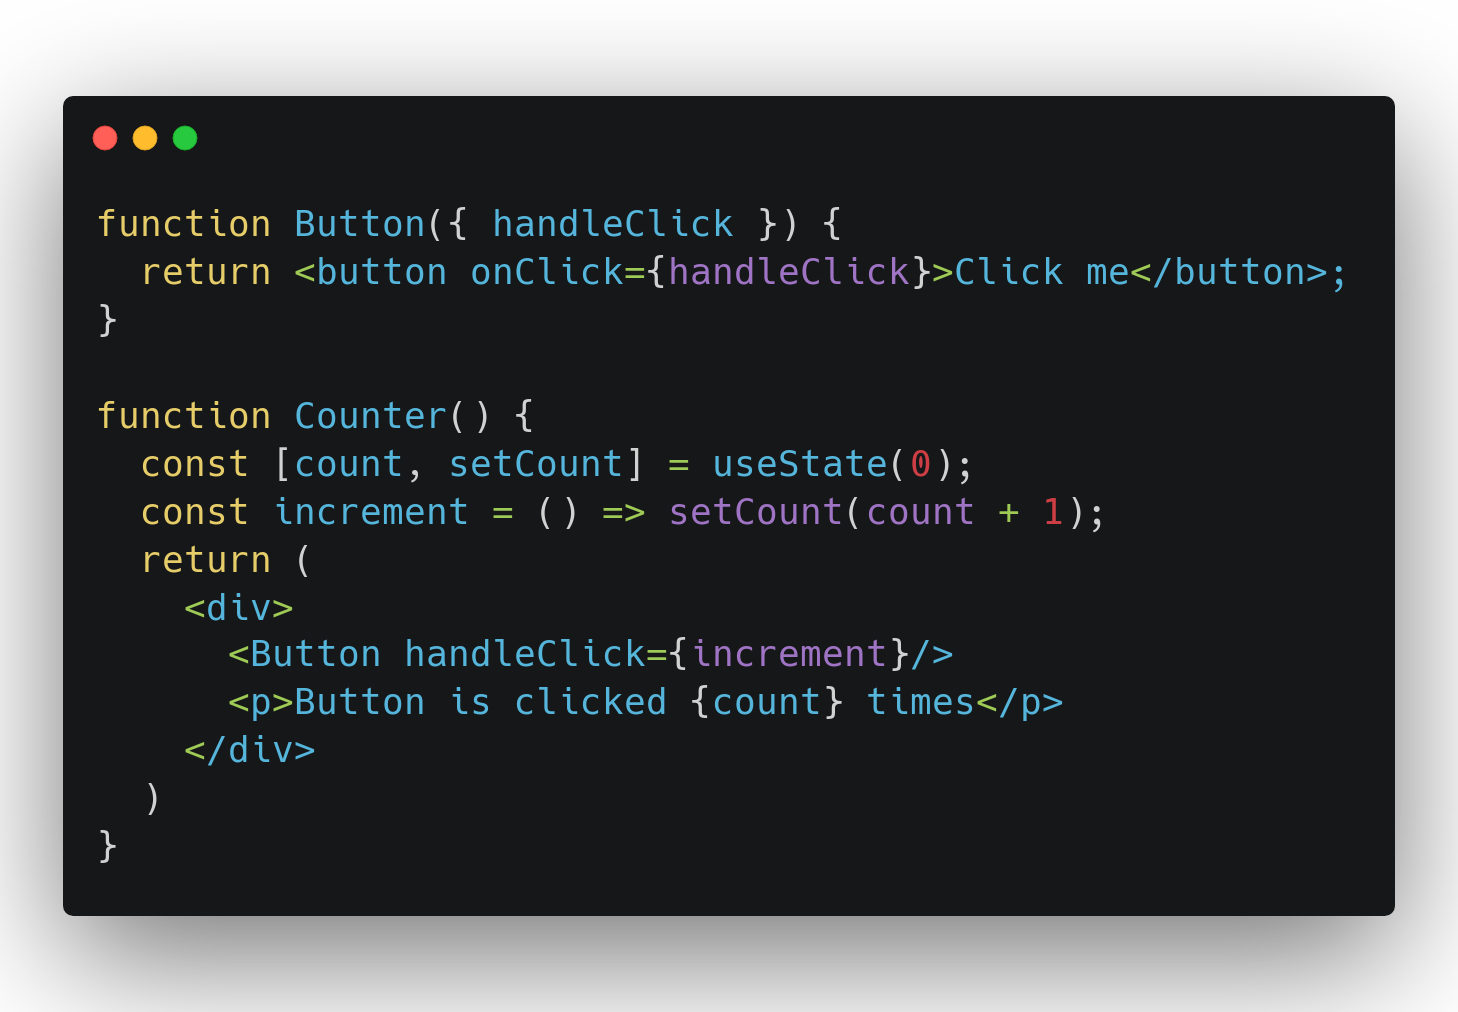 function Button({ handleClick }) {
  return <button onClick={handleClick}>Click me</button>;
}

function Counter() {
  const [count, setCount] = useState(0);
  const increment = () => setCount(count + 1);
  return (
    <div>
      <Button handleClick={increment}/>
      <p>Button is clicked {count} times</p>
    </div>
  )
}